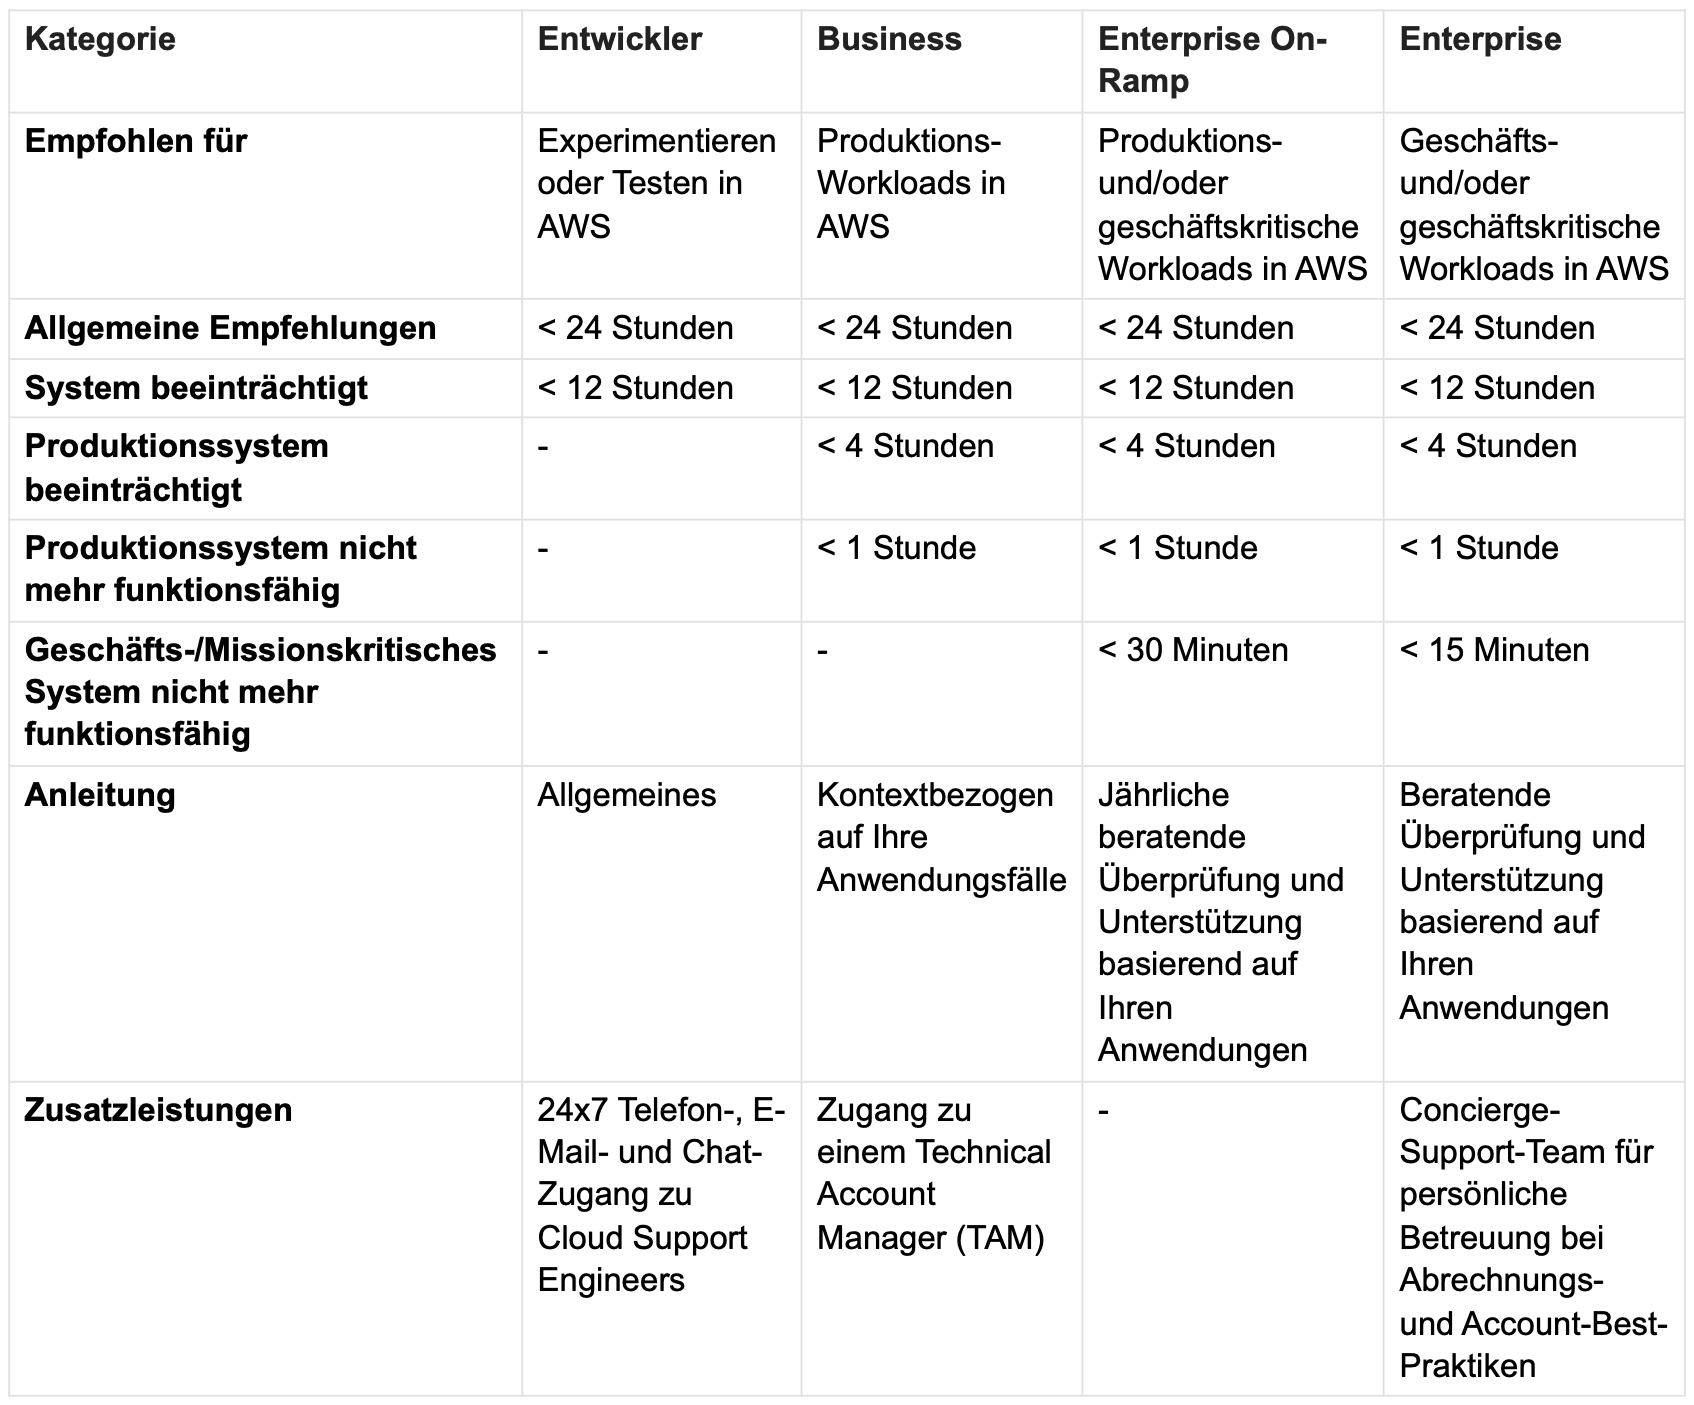 Kategorie
Entwickler
Business
Enterprise On-
Ramp
Enterprise
Empfohlen für
Experimentieren
oder Testen in
AWS
Produktions-
Workloads in
AWS
Produktions-
und/oder
geschäftskritische
Workloads in AWS
Geschäfts-
und/oder
geschäftskritische
Workloads in AWS
Allgemeine Empfehlungen
< 24 Stunden
< 24 Stunden
< 24 Stunden
< 24 Stunden
System beeinträchtigt
< 12 Stunden
< 12 Stunden
< 12 Stunden
< 12 Stunden
Produktionssystem
beeinträchtigt
-
< 4 Stunden
< 4 Stunden
< 4 Stunden
Produktionssystem nicht
mehr funktionsfähig
-
< 1 Stunde
< 1 Stunde
< 1 Stunde
Geschäfts-/Missionskritisches
System nicht mehr
funktionsfähig
-
-
< 30 Minuten
< 15 Minuten
Anleitung
Allgemeines
Kontextbezogen
auf Ihre
Anwendungsfälle
Jährliche
beratende
Überprüfung und
Unterstützung
basierend auf
Ihren
Anwendungen
Beratende
Überprüfung und
Unterstützung
basierend auf
Ihren
Anwendungen
Zusatzleistungen
24x7 Telefon-, E-
Mail- und Chat-
Zugang zu
Cloud Support
Engineers
Zugang zu
einem Technical
Account
Manager (TAM)
-
Concierge-
Support-Team für
persönliche
Betreuung bei
Abrechnungs-
und Account-Best-
Praktiken